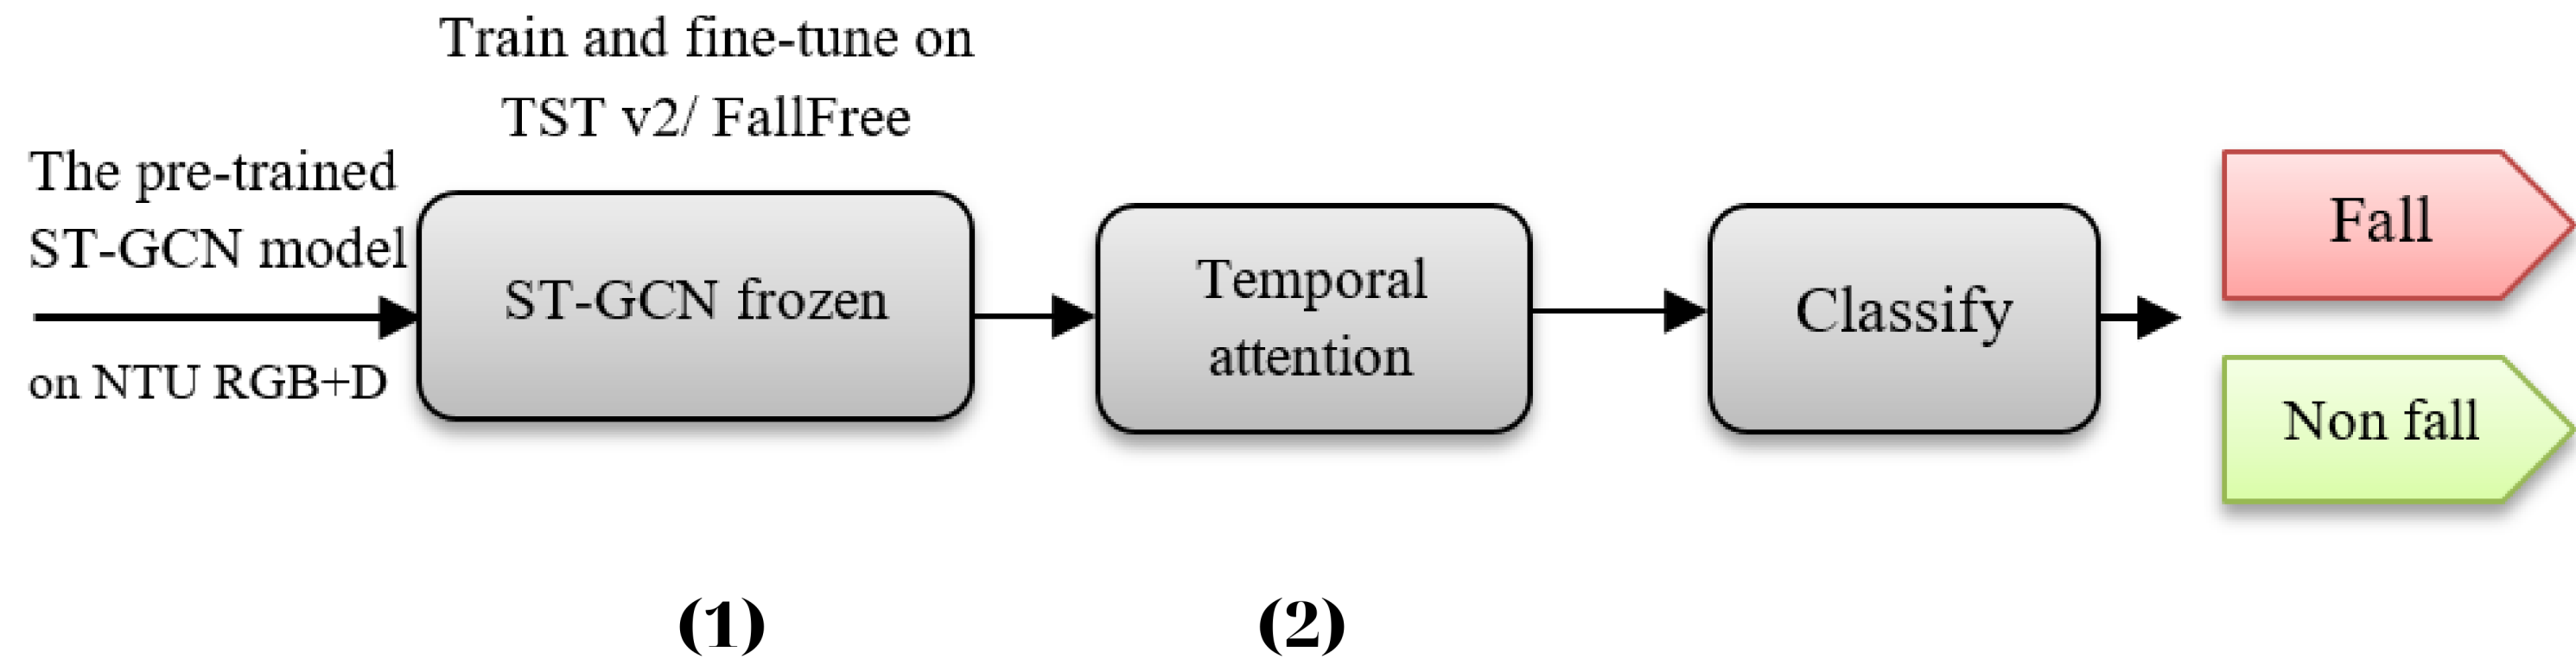 Train and fine-tune on
TST v2/ FallFree
The pre-trained
ST-GCN model
on NTU RGB+D
ST-GCN frozen
Temporal
attention
Classify
Fall
Non fall
(1)
(2)